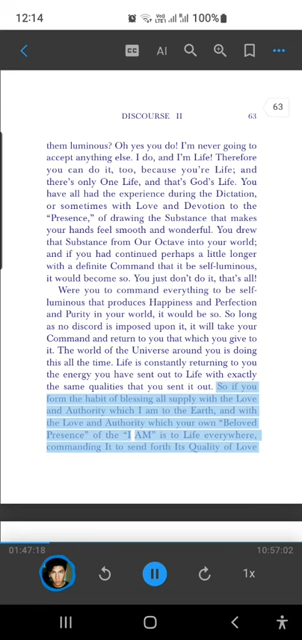 12:14
100%
CC AI
63
DISCOURSE II 63
them luminous? Oh yes you do! I'm never going to
accept anything else. I do, and I'm Life! Therefore
you can do it, too, because you're Life; and
there's only One Life, and that's God's Life. You
have all had the experience during the Dictation,
or sometimes with Love and Devotion to the
“Presence,” of drawing the Substance that makes
your hands feel smooth and wonderful. You drew
that Substance from Our Octave into your world;
and if you had continued perhaps a little longer
with a definite Command that it be self-luminous,
it would become so. You just don't do it, that's all!
Were you to command everything to be self-
luminous that produces Happiness and Perfection
and Purity in your world, it would be so. So long
as no discord is imposed upon it, it will take your
Command and return to you that which you give to
it. The world of the Universe around you is doing
this all the time. Life is constantly returning to you
the energy you have sent out to Life with exactly
the same qualities that you sent it out. So if you
form the habit of blessing all supply with the Love
and Authority which I am to the Earth, and with
the Love and Authority which your own “Beloved
Presence” of the “I AM” is to Life everywhere,
commanding It to send forth Its Quality of Love
01:47:18 10:57:02
1x